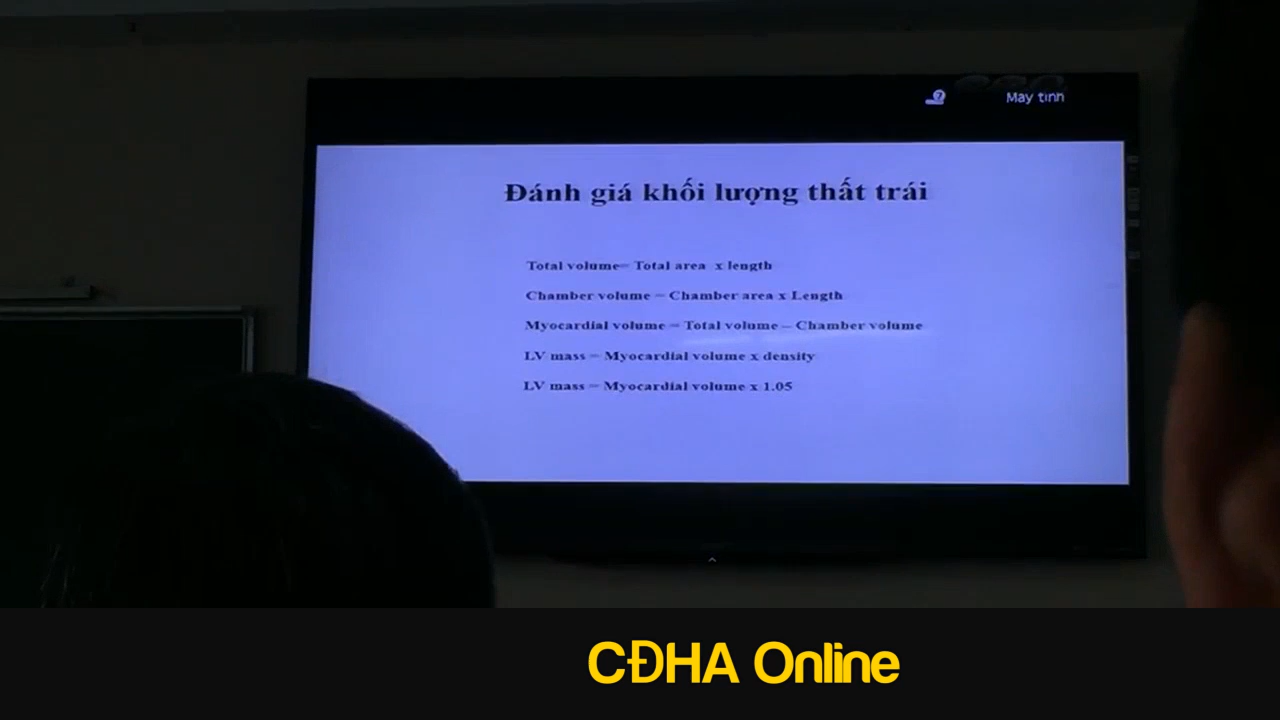 Máy tính
Đánh giá khối lượng thất trái
Total volume= Total area x length
Chamber volume = Chamber area x Length
Myocardial volume = Total volume – Chamber volume
LV mass = Myocardial volume x density
LV mass = Myocardial volume x 1.05
CĐHA Online